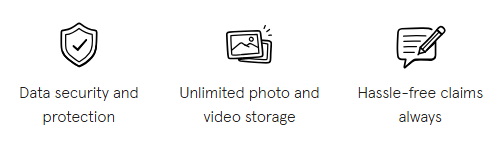 Data security and
protection
Unlimited photo and
video storage
Hassle-free claims
always